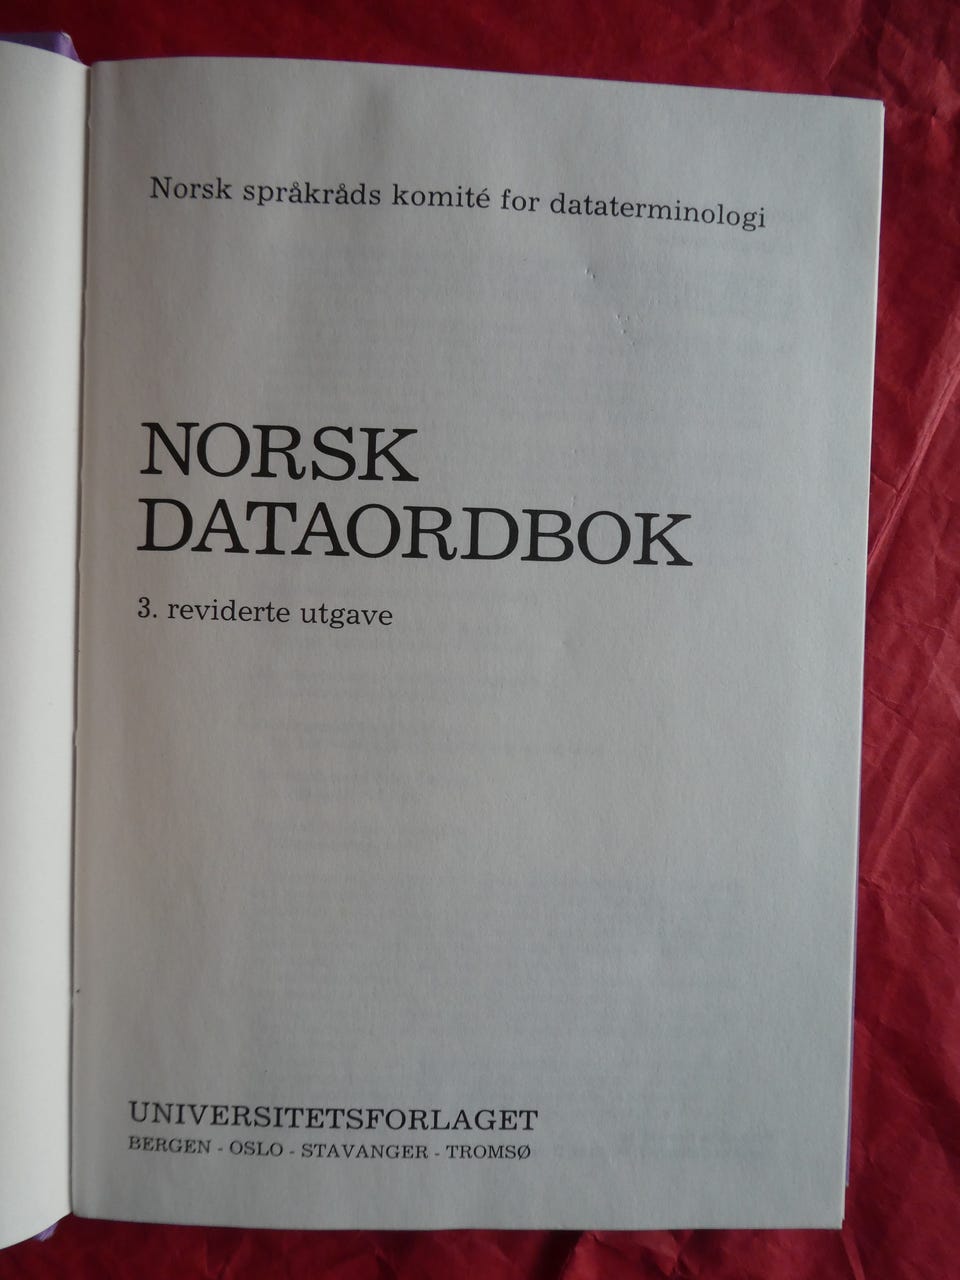 Norsk språkråds komité for dataterminologi
NORSK
DATAORDBOK
3. reviderte utgave
UNIVERSITETSFORLAGET
BERGEN - OSLO - STAVANGER - TROMSØ